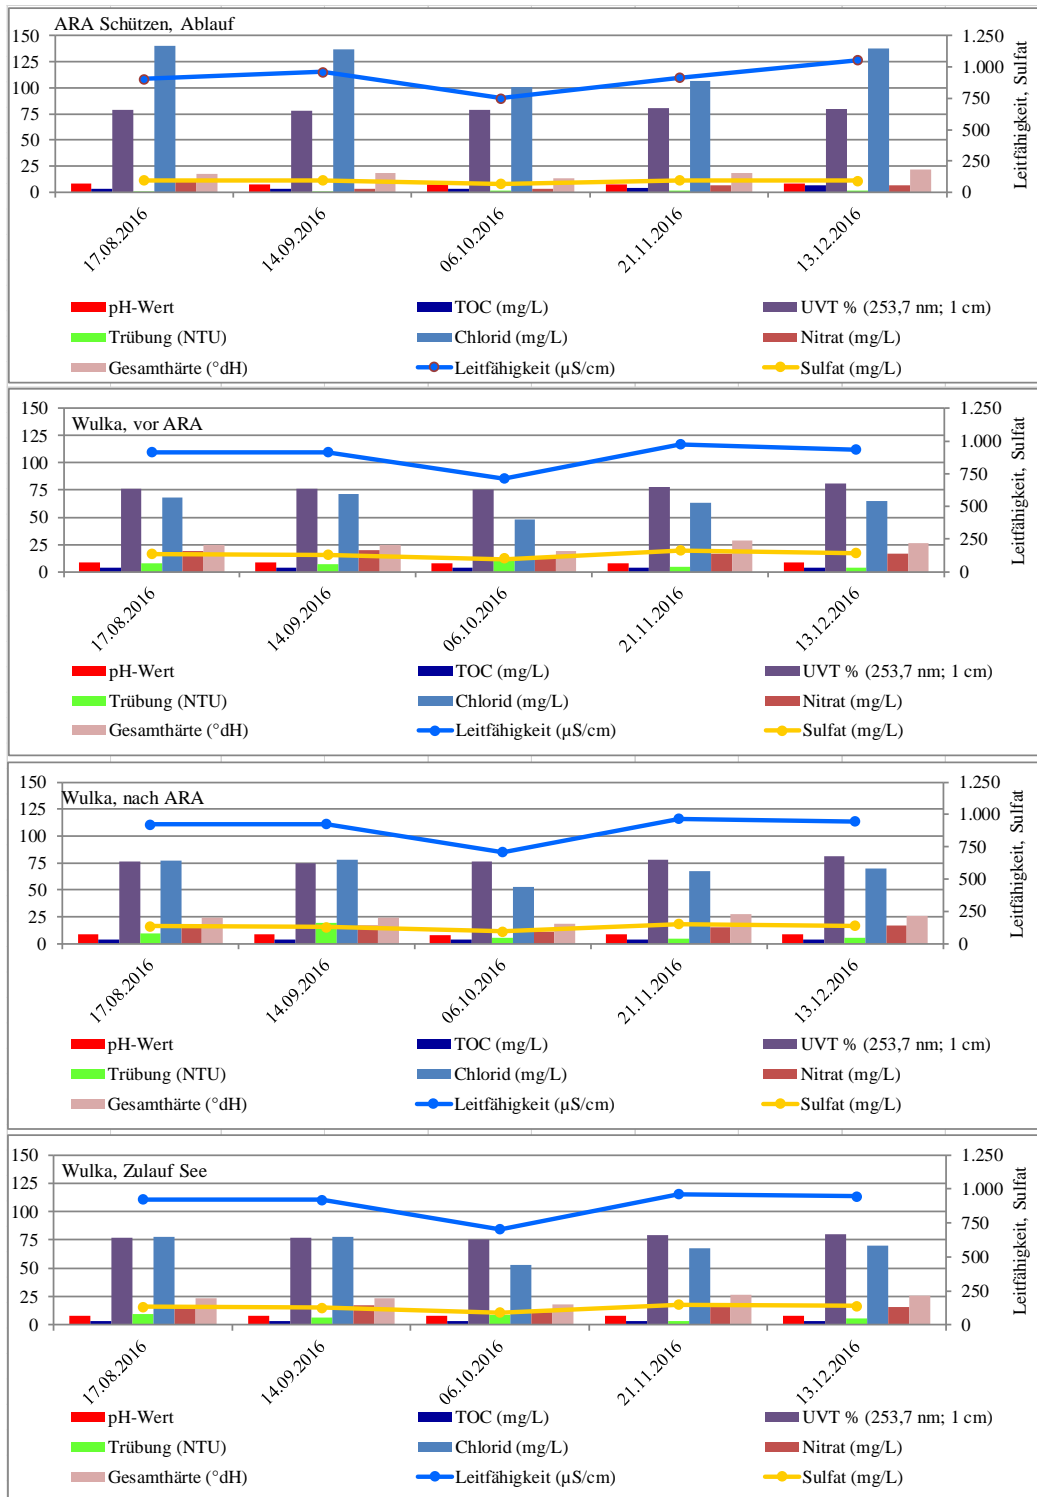 ARA Schützen, Ablauf
150
125
100
75
50
25
0
1.250
1.000
750
500
250
0
Leitfähigkeit, Sulfat
17.08.2016
14.09.2016
06.10.2016
21.11.2016
13.12.2016
pH-Wert
TOC (mg/L)
UVT % (253,7 nm; 1 cm)
Trübung (NTU)
Chlorid (mg/L)
Nitrat (mg/L)
Gesamthärte (°dH)
Leitfähigkeit (µS/cm)
Sulfat (mg/L)
Wulka, vor ARA
150
125
100
75
50
25
0
1.250
1.000
750
500
250
0
Leitfähigkeit, Sulfat
17.08.2016
14.09.2016
06.10.2016
21.11.2016
13.12.2016
pH-Wert
TOC (mg/L)
UVT % (253,7 nm; 1 cm)
Trübung (NTU)
Chlorid (mg/L)
Nitrat (mg/L)
Gesamthärte (°dH)
Leitfähigkeit (µS/cm)
Sulfat (mg/L)
Wulka, nach ARA
150
125
100
75
50
25
0
1.250
1.000
750
500
250
0
Leitfähigkeit, Sulfat
17.08.2016
14.09.2016
06.10.2016
21.11.2016
13.12.2016
pH-Wert
TOC (mg/L)
UVT % (253,7 nm; 1 cm)
Trübung (NTU)
Chlorid (mg/L)
Nitrat (mg/L)
Gesamthärte (°dH)
Leitfähigkeit (µS/cm)
Sulfat (mg/L)
Wulka, Zulauf See
150
125
100
75
50
25
0
1.250
1.000
750
500
250
0
Leitfähigkeit, Sulfat
17.08.2016
14.09.2016
06.10.2016
21.11.2016
13.12.2016
pH-Wert
TOC (mg/L)
UVT % (253,7 nm; 1 cm)
Trübung (NTU)
Chlorid (mg/L)
Nitrat (mg/L)
Gesamthärte (°dH)
Leitfähigkeit (µS/cm)
Sulfat (mg/L)